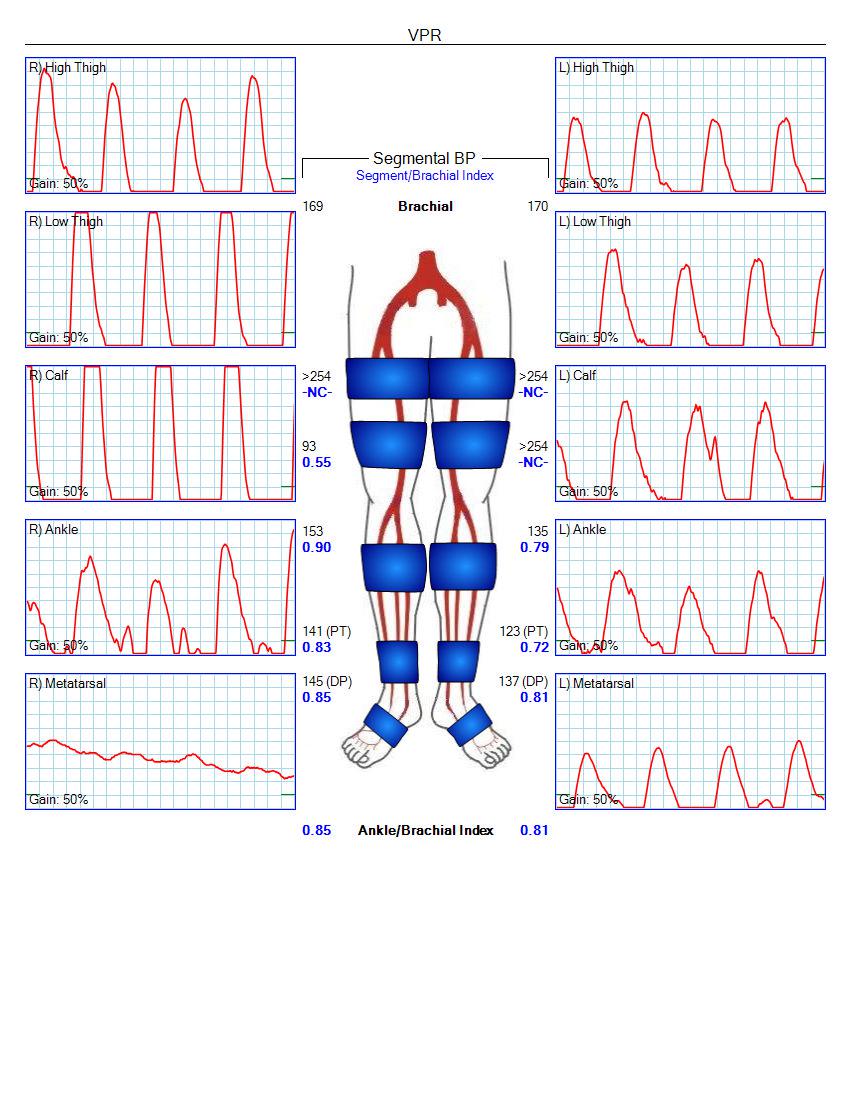 VPR
R) High Thigh
Gain: 50%
L) High Thigh
Gain: 50%
Segmental BP
Segment/Brachial Index
169 Brachial 170
R) Low Thigh
Gain: 50%
L) Low Thigh
Gain: 50%
>254
-NC-
>254
-NC-
R) Calf
Gain: 50%
L) Calf
Gain: 50%
93
0.55
>254
-NC-
R) Ankle
Gain: 50%
L) Ankle
Gain: 50%
153
0.90
135
0.79
141 (PT)
0.83
123 (PT)
0.72
R) Metatarsal
Gain: 50%
L) Metatarsal
Gain: 50%
145 (DP)
0.85
137 (DP)
0.81
0.85 Ankle/Brachial Index 0.81